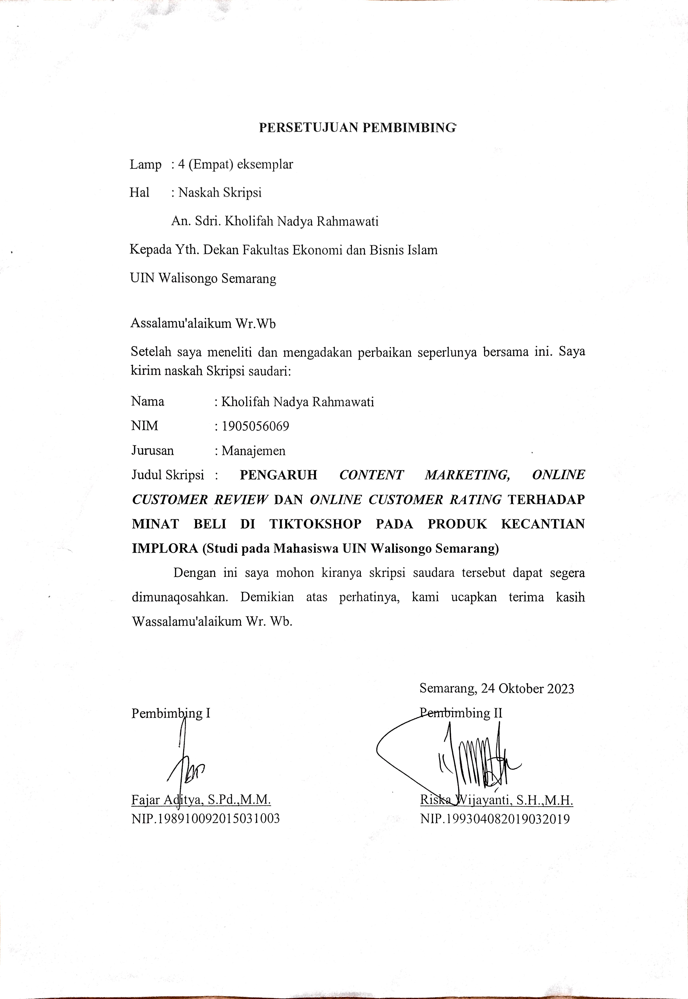 PERSETUJUAN PEMBIMBING
Lamp : 4 (Empat) eksemplar
Hal : Naskah Skripsi
An. Sdri. Kholifah Nadya Rahmawati
Kepada Yth. Dekan Fakultas Ekonomi dan Bisnis Islam
UIN Walisongo Semarang
Assalamu'alaikum Wr.Wb
Setelah saya meneliti dan mengadakan perbaikan seperlunya bersama ini. Saya
kirim naskah Skripsi saudari:
Nama : Kholifah Nadya Rahmawati
NIM : 1905056069
Jurusan : Manajemen
Judul Skripsi : PENGARUH CONTENT MARKETING, ONLINE
CUSTOMER REVIEW DAN ONLINE CUSTOMER RATING TERHADAP
MINAT BELI DI TIKTOKSHOP PADA PRODUK KECANTIAN
IMPLORA (Studi pada Mahasiswa UIN Walisongo Semarang)
Dengan ini saya mohon kiranya skripsi saudara tersebut dapat segera
dimunaqosahkan. Demikian atas perhatinya, kami ucapkan terima kasih
Wassalamu'alaikum Wr. Wb.
Semarang, 24 Oktober 2023
Pembimbing I Pembimbing II
Fajar Aditya, S.Pd.,M.M. Riska Wijayanti, S.H.,M.H.
NIP.198910092015031003 NIP.199304082019032019